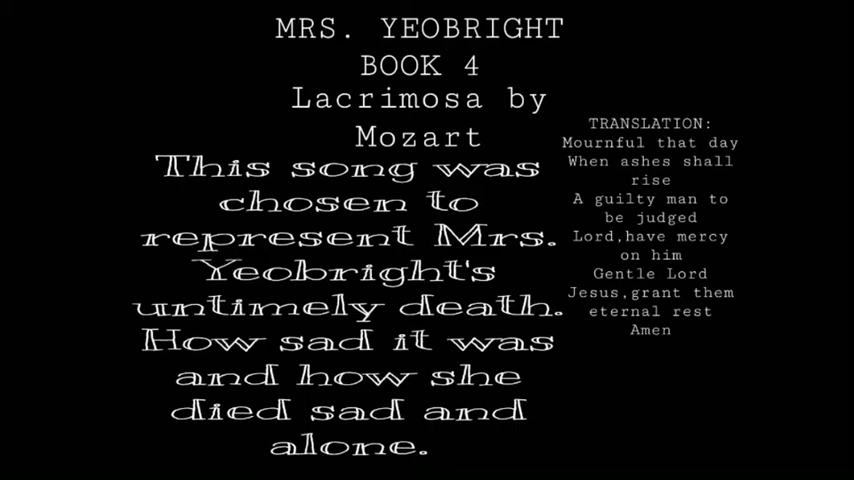 MRS. YEOBRIGHT
BOOK 4
Lacrimosa by
Mozart
This song was
chosen to
represent Mrs.
Yeobright's
untimely death.
How sad it was
and how she
died sad and
alone.
TRANSLATION:
Mournful that day
When ashes shall
rise
A guilty man to
be judged
Lord,have mercy
on him
Gentle Lord
Jesus,grant them
eternal rest
Amen